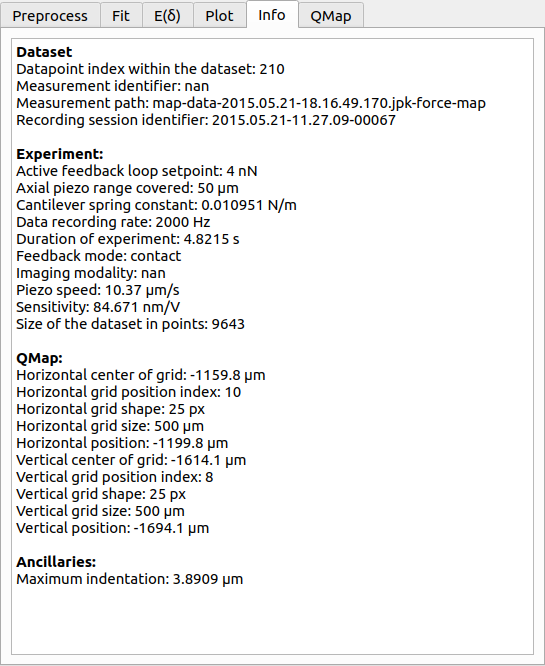 Preprocess Fit E(δ) Plot Info QMap
Dataset
Datapoint index within the dataset: 210
Measurement identifier: nan
Measurement path: map-data-2015.05.21-18.16.49.170.jpk-force-map
Recording session identifier: 2015.05.21-11.27.09-00067
Experiment:
Active feedback loop setpoint: 4 nN
Axial piezo range covered: 50 µm
Cantilever spring constant: 0.010951 N/m
Data recording rate: 2000 Hz
Duration of experiment: 4.8215 s
Feedback mode: contact
Imaging modality: nan
Piezo speed: 10.37 µm/s
Sensitivity: 84.671 nm/V
Size of the dataset in points: 9643
QMap:
Horizontal center of grid: -1159.8 µm
Horizontal grid position index: 10
Horizontal grid shape: 25 px
Horizontal grid size: 500 µm
Horizontal position: -1199.8 µm
Vertical center of grid: -1614.1 µm
Vertical grid position index: 8
Vertical grid shape: 25 px
Vertical grid size: 500 µm
Vertical position: -1694.1 µm
Ancillaries:
Maximum indentation: 3.8909 µm